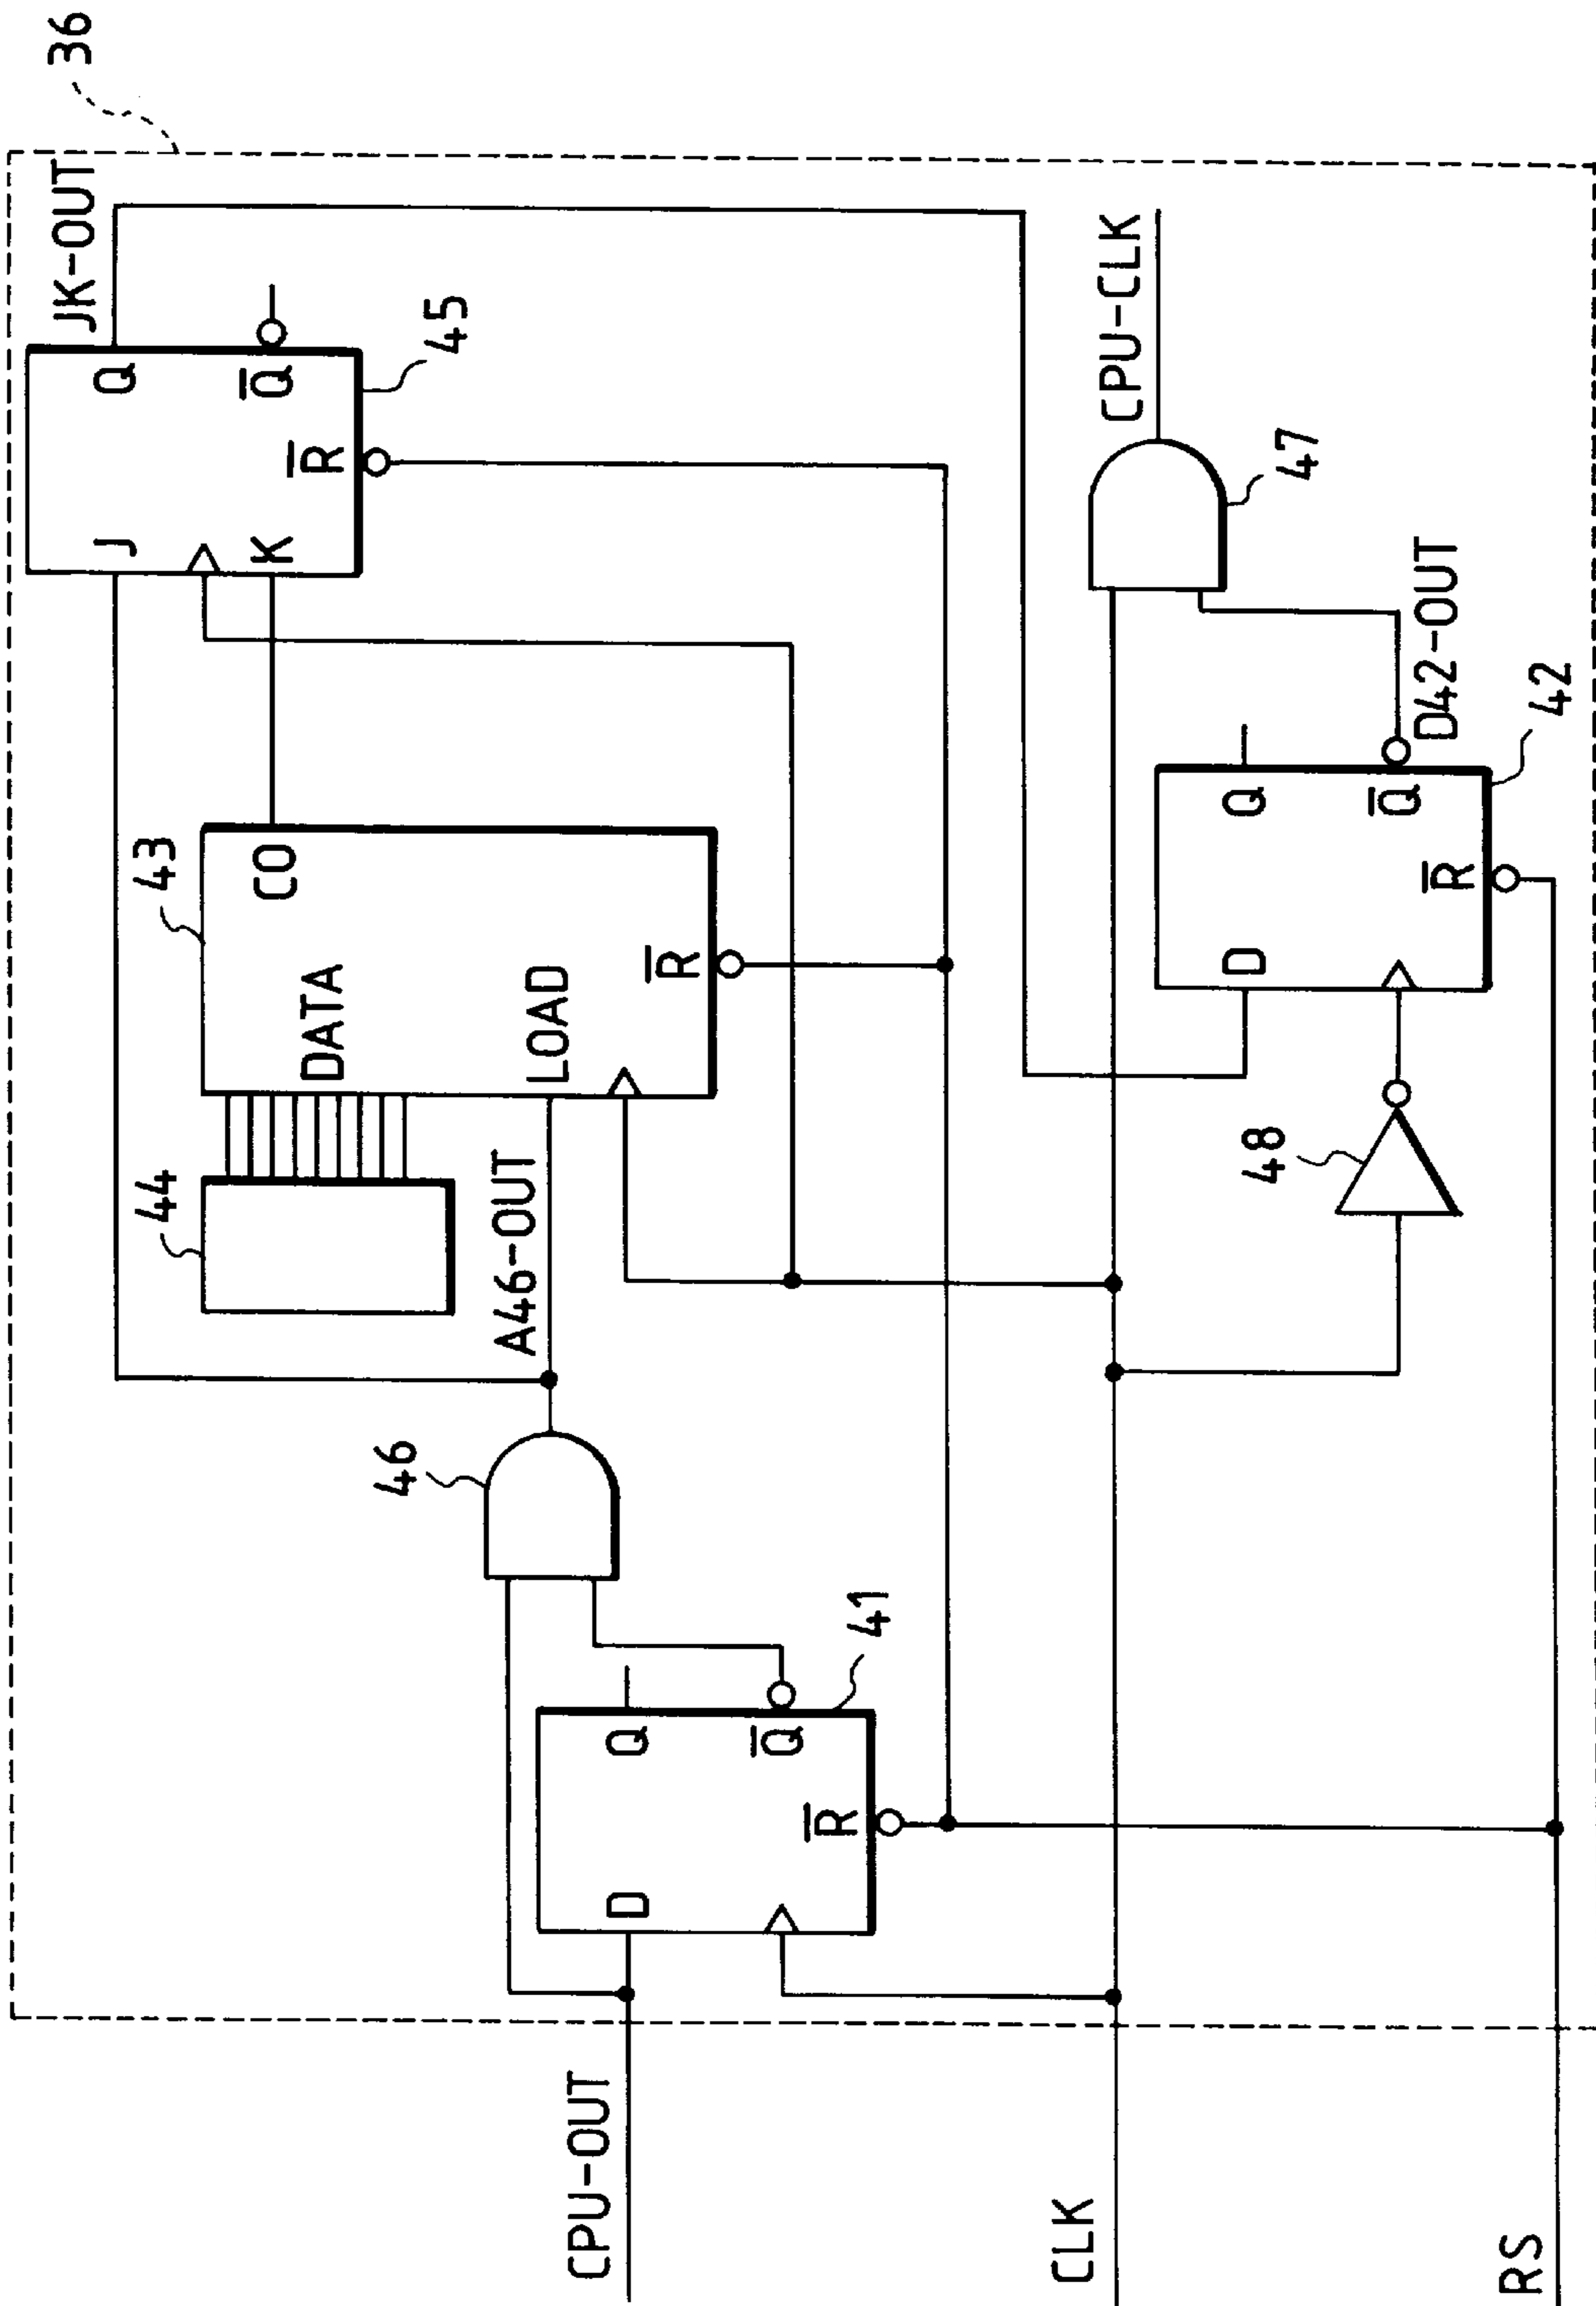 36
JK-OUT
J
Q
K
Q̅
R̅
45
43
CO
DATA
LOAD
R̅
44
A46-OUT
46
D
Q
Q̅
R̅
41
CPU-OUT
CPU-CLK
47
D
Q
Q̅
R̅
D42-OUT
42
48
CLK
RS